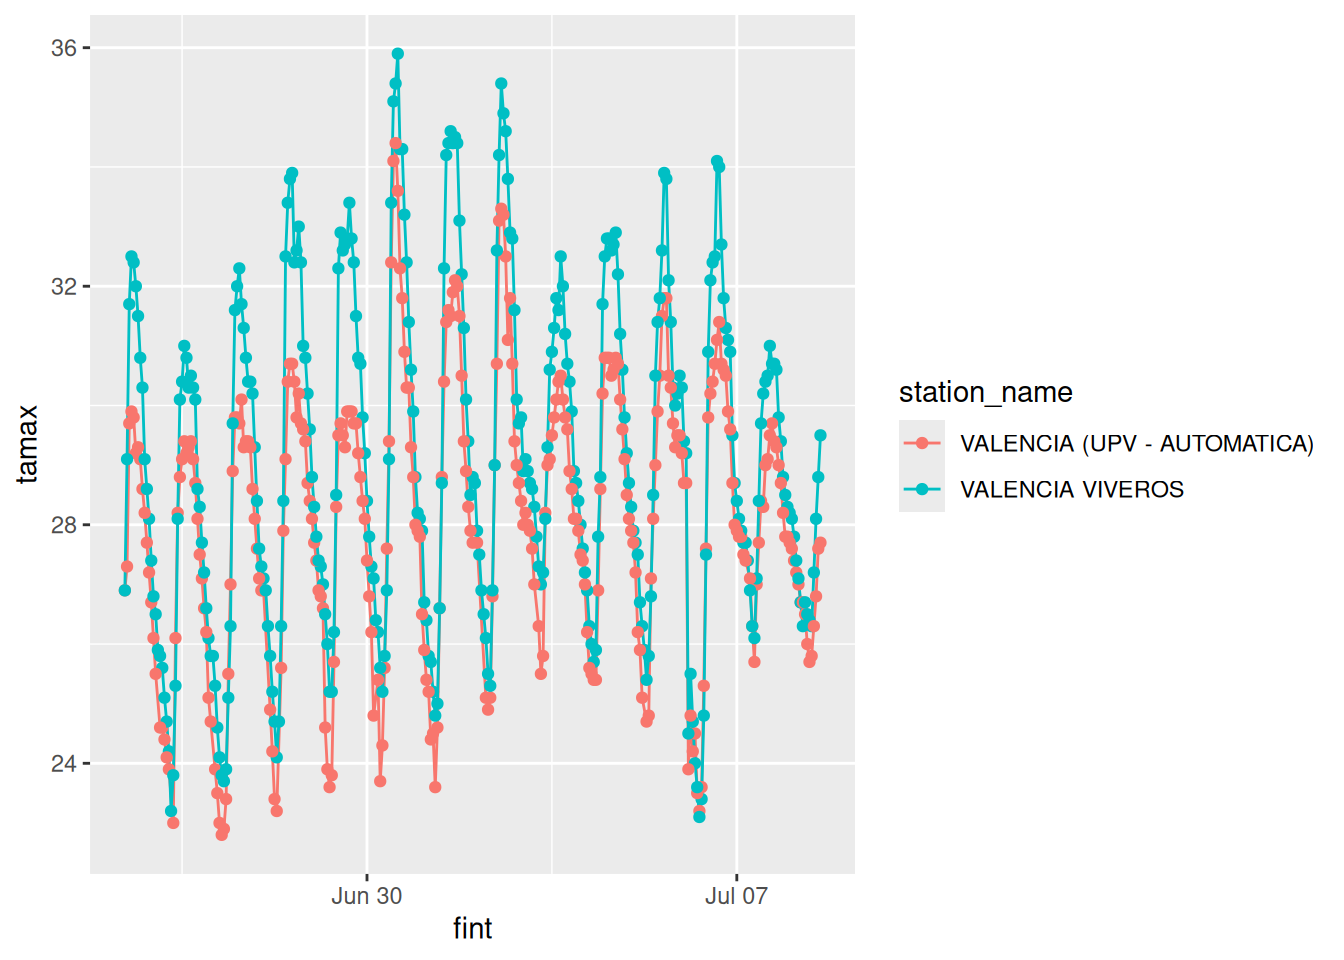 36
32
28
24
tamax
Jun 30
Jul 07
fint
station_name
VALENCIA (UPV - AUTOMATICA)
VALENCIA VIVEROS